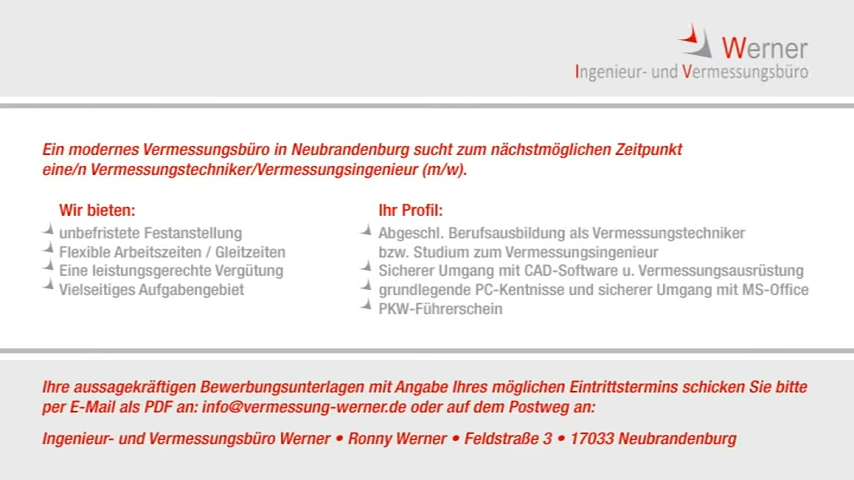 Werner
Ingenieur- und Vermessungsbüro
Ein modernes Vermessungsbüro in Neubrandenburg sucht zum nächstmöglichen Zeitpunkt
eine/n Vermessungstechniker/Vermessungsingenieur (m/w).
Wir bieten:
unbefristete Festanstellung
Flexible Arbeitszeiten / Gleitzeiten
Eine leistungsgerechte Vergütung
Vielseitiges Aufgabengebiet
Ihr Profil:
Abgeschl. Berufsausbildung als Vermessungstechniker
bzw. Studium zum Vermessungsingenieur
Sicherer Umgang mit CAD-Software u. Vermessungsausrüstung
grundlegende PC-Kentnisse und sicherer Umgang mit MS-Office
PKW-Führerschein
Ihre aussagekräftigen Bewerbungsunterlagen mit Angabe Ihres möglichen Eintrittstermins schicken Sie bitte
per E-Mail als PDF an: info@vermessung-werner.de oder auf dem Postweg an:
Ingenieur- und Vermessungsbüro Werner • Ronny Werner • Feldstraße 3 • 17033 Neubrandenburg